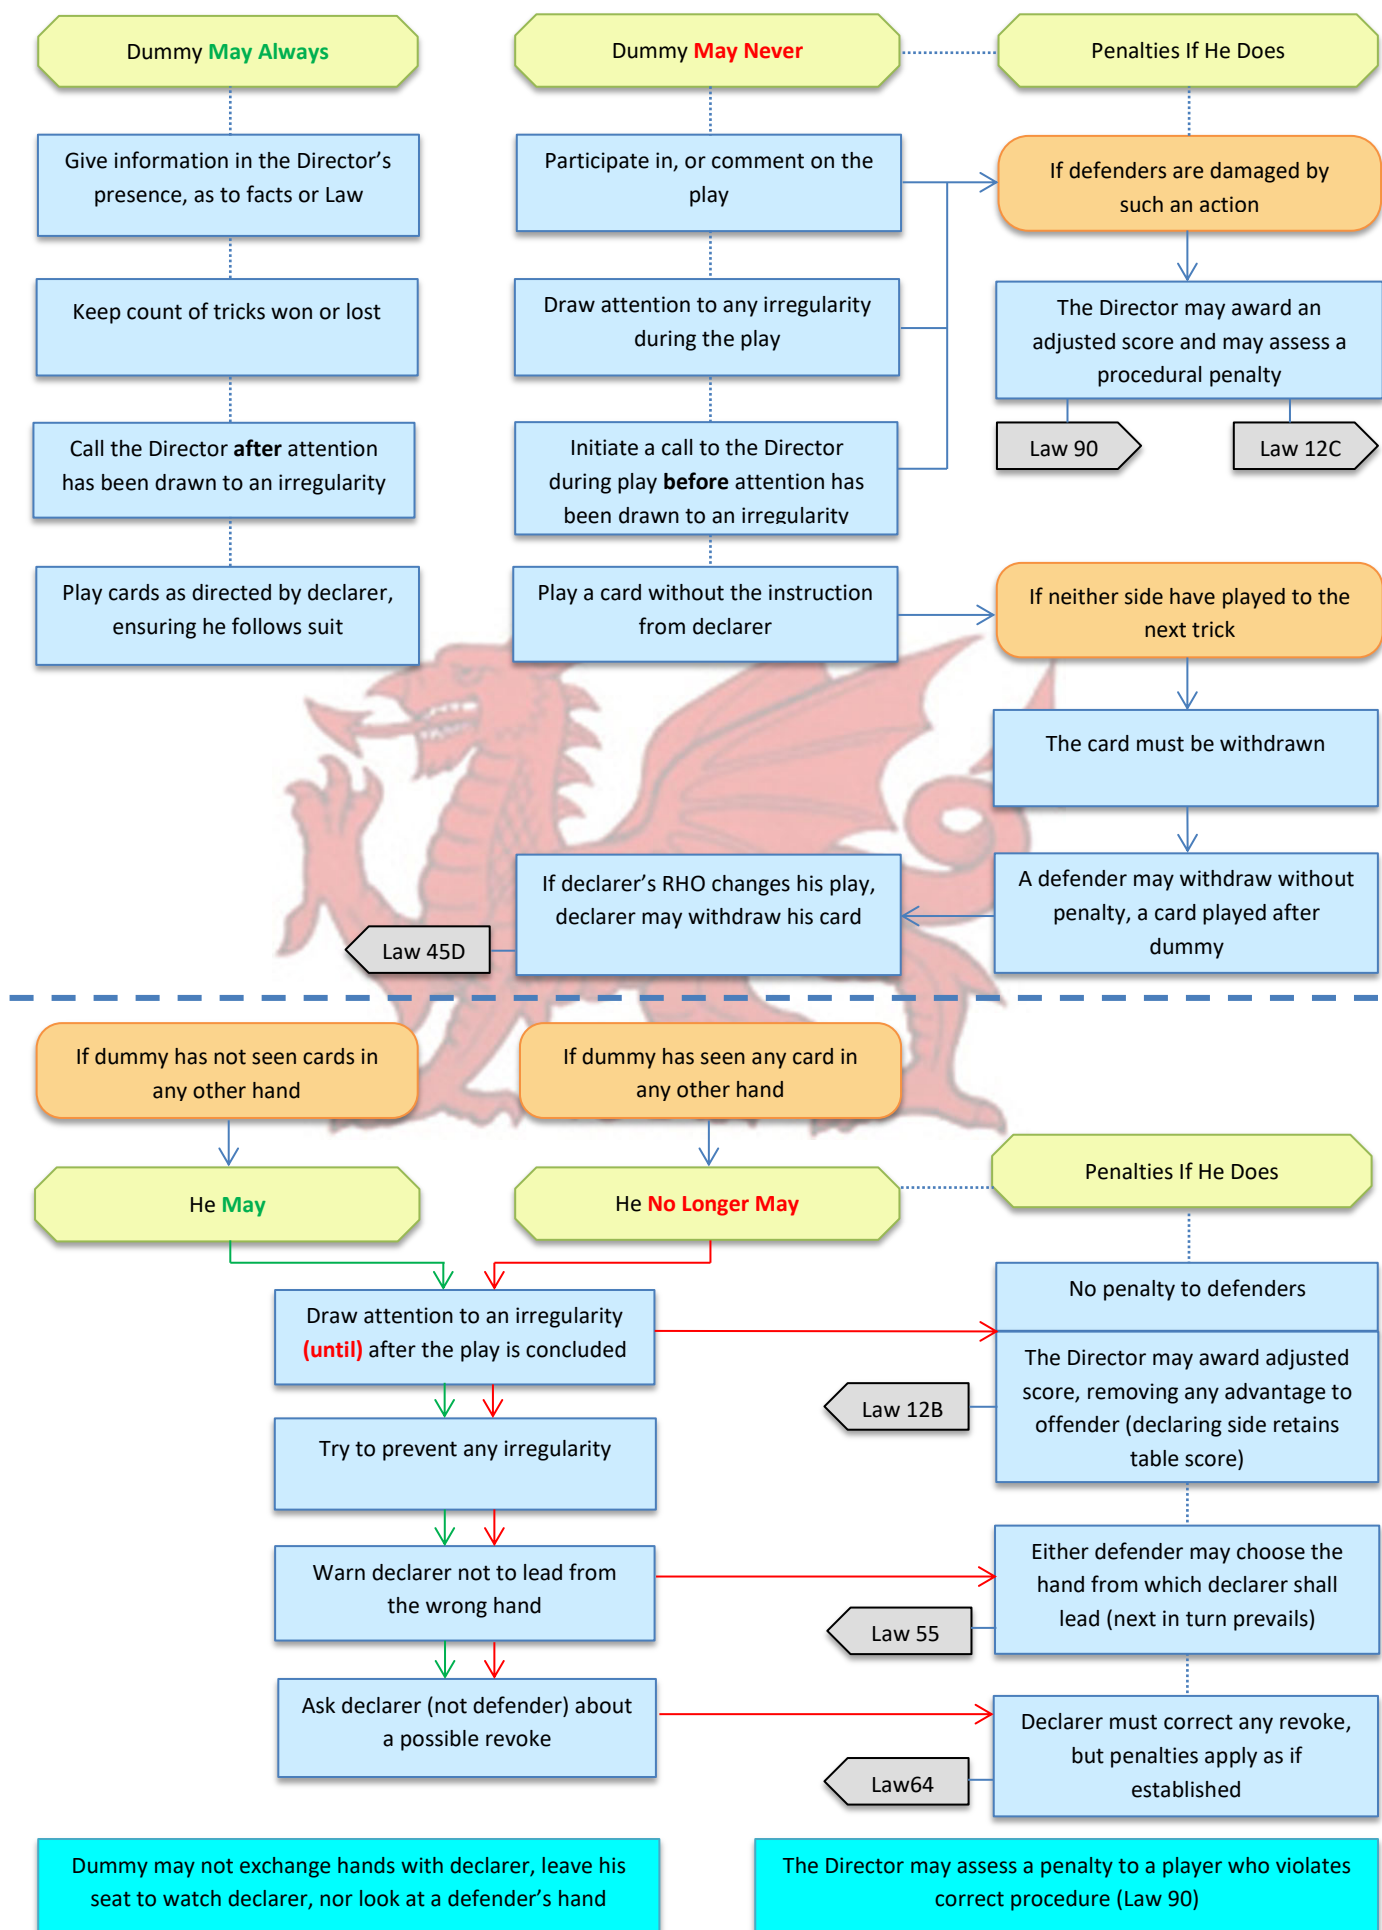 Dummy May Always
Dummy May Never
Penalties If He Does
Give information in the Director's
presence, as to facts or Law
Participate in, or comment on the
play
If defenders are damaged by
such an action
Keep count of tricks won or lost
Draw attention to any irregularity
during the play
The Director may award an
adjusted score and may assess a
procedural penalty
Law 90
Law 12C
Call the Director after attention
has been drawn to an irregularity
Initiate a call to the Director
during play before attention has
been drawn to an irregularity
Play cards as directed by declarer,
ensuring he follows suit
Play a card without the instruction
from declarer
If neither side have played to the
next trick
The card must be withdrawn
A defender may withdraw without
penalty, a card played after
dummy
If declarer's RHO changes his play,
declarer may withdraw his card
Law 45D
If dummy has not seen cards in
any other hand
If dummy has seen any card in
any other hand
He May
He No Longer May
Penalties If He Does
Draw attention to an irregularity
(until) after the play is concluded
No penalty to defenders
The Director may award adjusted
score, removing any advantage to
offender (declaring side retains
table score)
Law 12B
Try to prevent any irregularity
Warn declarer not to lead from
the wrong hand
Either defender may choose the
hand from which declarer shall
lead (next in turn prevails)
Law 55
Ask declarer (not defender) about
a possible revoke
Declarer must correct any revoke,
but penalties apply as if
established
Law64
Dummy may not exchange hands with declarer, leave his
seat to watch declarer, nor look at a defender's hand
The Director may assess a penalty to a player who violates
correct procedure (Law 90)